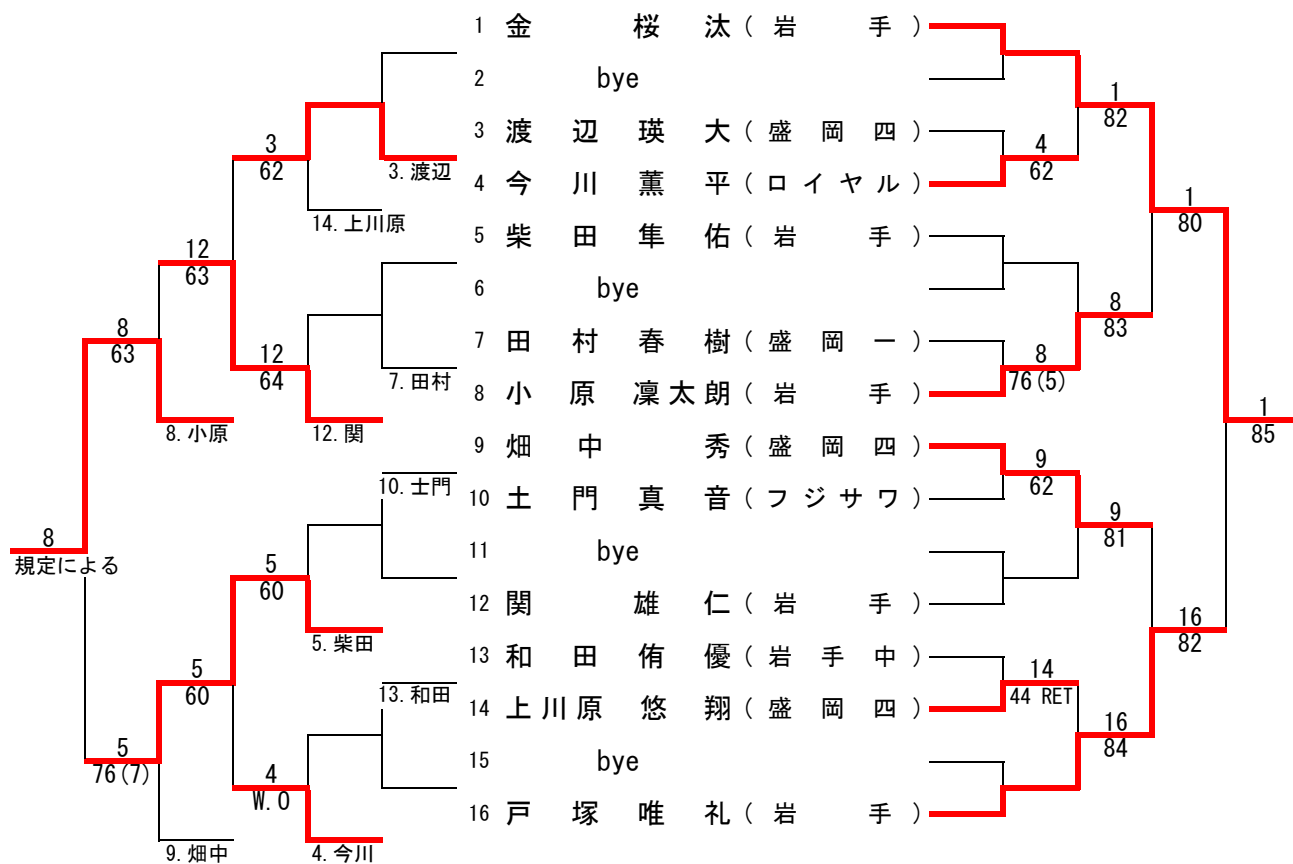 1 金 桜 汰 ( 岩 手 )
2 bye
3 渡 辺 瑛 大 ( 盛 岡 四 )
4 今 川 薫 平 ( ロ イ ヤ ル )
5 柴 田 隼 佑 ( 岩 手 )
6 bye
7 田 村 春 樹 ( 盛 岡 一 )
8 小 原 凜 太 朗 ( 岩 手 )
9 畑 中 秀 ( 盛 岡 四 )
10 土 門 真 音 ( フ ジ サ ワ )
11 bye
12 関 雄 仁 ( 岩 手 )
13 和 田 侑 優 ( 岩 手 中 )
14 上 川 原 悠 翔 ( 盛 岡 四 )
15 bye
16 戸 塚 唯 礼 ( 岩 手 )
3
62
3. 渡辺
14. 上川原
12
63
8
63
12
64
7. 田村
8. 小原
12. 関
10. 士門
8
規定による
5
60
5. 柴田
5
60
13. 和田
5
76(7)
4
W.O
9. 畑中
4. 今川
1
82
4
62
1
80
8
83
8
76(5)
1
85
9
62
9
81
16
82
14
44 RET
16
84